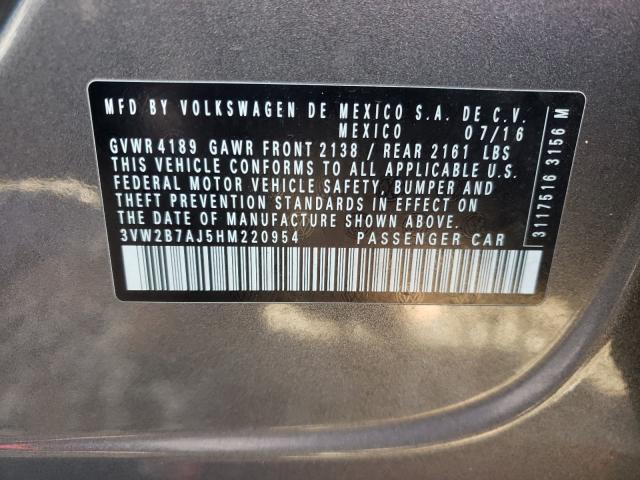 MFD BY VOLKSWAGEN DE MEXICO S.A. DE C.V.
MEXICO 07/16
GVWR 4189 GAWR FRONT 2138 / REAR 2161 LBS
THIS VEHICLE CONFORMS TO ALL APPLICABLE U.S.
FEDERAL MOTOR VEHICLE SAFETY, BUMPER AND
THEFT PREVENTION STANDARDS IN EFFECT ON
THE DATE OF MANUFACTURE SHOWN ABOVE.
3VW2B7AJ5HM220954 PASSENGER CAR
3117516 3156 M